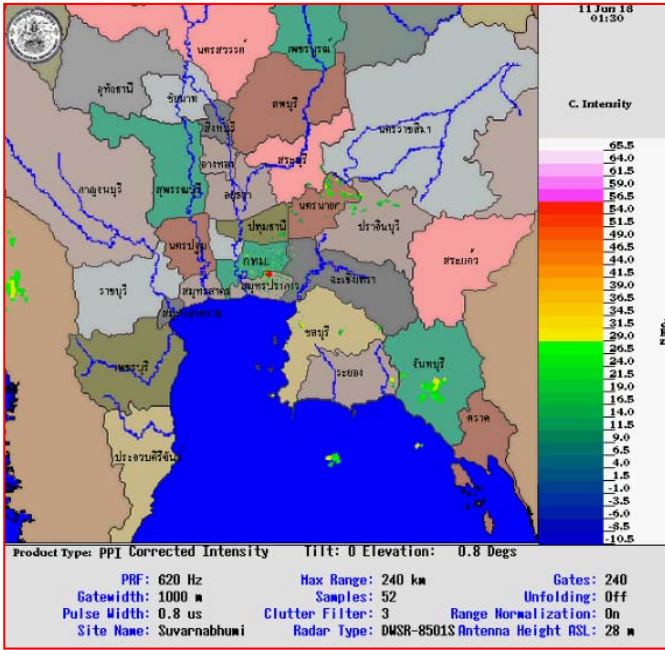 11 Jun 18
01:30
นครสวรรค์
เพชรบูรณ์
อุทัยธานี
ชัยนาท
ลพบุรี
สิงห์บุรี
นครราชสีมา
อ่างทอง
สระบุรี
กาญจนบุรี
สุพรรณบุรี
อยุธยา
นครนายก
ปราจีนบุรี
ปทุมธานี
นครปฐม
กทม.
สระแก้ว
ฉะเชิงเทรา
ราชบุรี
สมุทรสาคร
สมุทรปราการ
ชลบุรี
เพชรบุรี
ระยอง
จันทบุรี
ตราด
ประจวบคีรีขันธ์
C. Intensity
65.5
64.0
61.5
59.0
56.5
54.0
51.5
49.0
46.5
44.0
41.5
39.0
36.5
34.0
31.5
29.0
26.5
24.0
21.5
19.0
16.5
14.0
11.5
9.0
6.5
4.0
1.5
-1.0
-3.5
-6.0
-8.5
-10.5
Product Type: PPI Corrected Intensity Tilt: 0 Elevation: 0.8 Degs
PRF: 620 Hz Max Range: 240 km Gates: 240
Gatewidth: 1000 m Samples: 52 Unfolding: Off
Pulse Width: 0.8 us Clutter Filter: 3 Range Normalization: On
Site Name: Suvarnabhumi Radar Type: DWSR-8501S Antenna Height ASL: 28 m